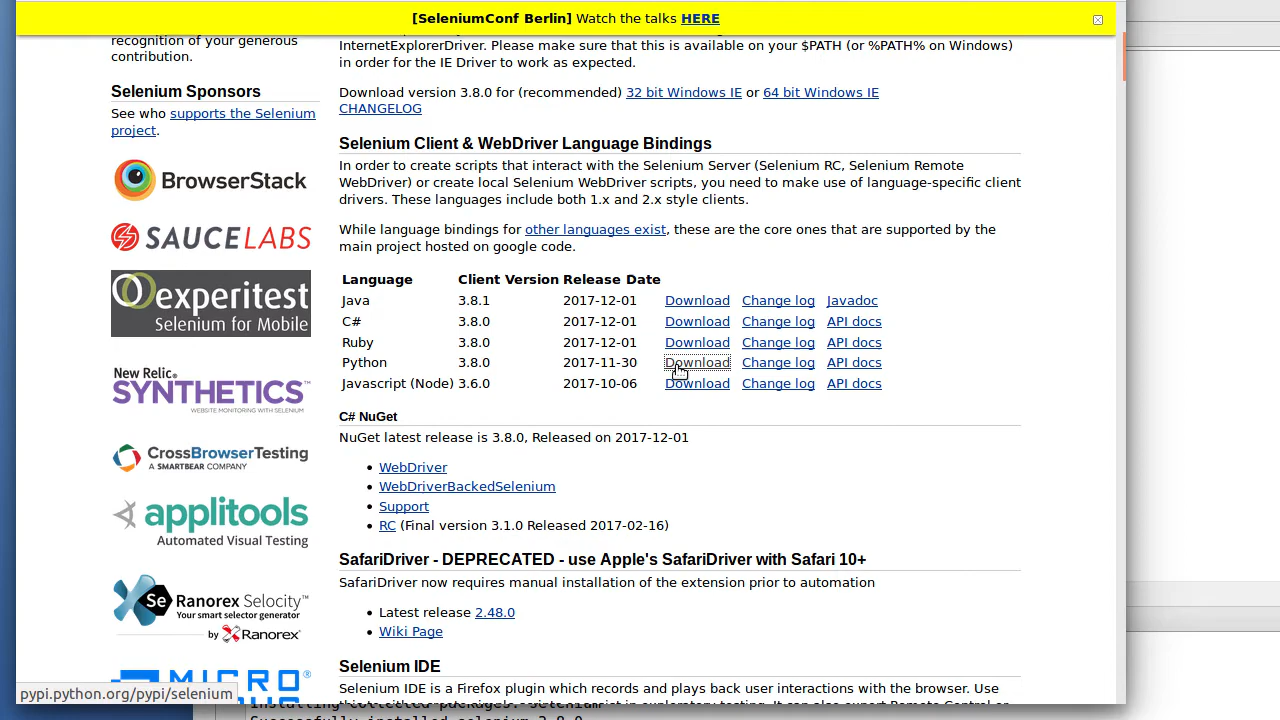 [SeleniumConf Berlin] Watch the talks HERE
recognition of your generous
contribution.
Selenium Sponsors
See who supports the Selenium
project.
BrowserStack
SAUCE LABS
experitest
Selenium for Mobile
New Relic.
SYNTHETICS™
WEBSITE MONITORING WITH SELENIUM
CrossBrowserTesting
A SMARTBEAR COMPANY
applitools
Automated Visual Testing
Se Ranorex Selocity™
Your smart selector generator
by Ranorex®
MICRO
InternetExplorerDriver. Please make sure that this is available on your $PATH (or %PATH% on Windows)
in order for the IE Driver to work as expected.
Download version 3.8.0 for (recommended) 32 bit Windows IE or 64 bit Windows IE
CHANGELOG
Selenium Client & WebDriver Language Bindings
In order to create scripts that interact with the Selenium Server (Selenium RC, Selenium Remote
WebDriver) or create local Selenium WebDriver scripts, you need to make use of language-specific client
drivers. These languages include both 1.x and 2.x style clients.
While language bindings for other languages exist, these are the core ones that are supported by the
main project hosted on google code.
Language Client Version Release Date
Java 3.8.1 2017-12-01 Download Change log Javadoc
C# 3.8.0 2017-12-01 Download Change log API docs
Ruby 3.8.0 2017-12-01 Download Change log API docs
Python 3.8.0 2017-11-30 Download Change log API docs
Javascript (Node) 3.6.0 2017-10-06 Download Change log API docs
C# NuGet
NuGet latest release is 3.8.0, Released on 2017-12-01
• WebDriver
• WebDriverBackedSelenium
• Support
• RC (Final version 3.1.0 Released 2017-02-16)
SafariDriver - DEPRECATED - use Apple's SafariDriver with Safari 10+
SafariDriver now requires manual installation of the extension prior to automation
• Latest release 2.48.0
• Wiki Page
Selenium IDE
Selenium IDE is a Firefox plugin which records and plays back user interactions with the browser. Use
pypi.python.org/pypi/selenium